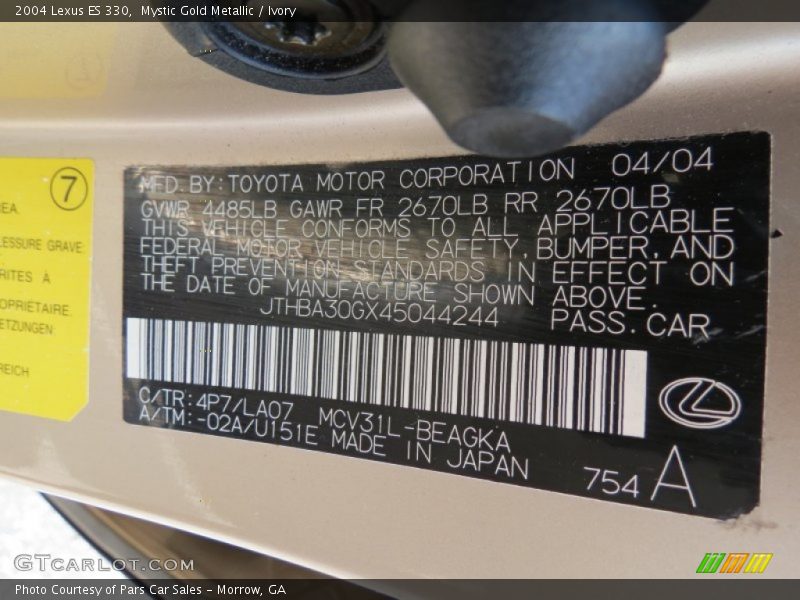 2004 Lexus ES 330, Mystic Gold Metallic / Ivory
7
LESSURE GRAVE
RITES À
OPRIETAIRE.
ETZUNGEN
REICH
MFD. BY: TOYOTA MOTOR CORPORATION 04/04
GVWR 4485LB GAWR FR 2670LB RR 2670LB
THIS VEHICLE CONFORMS TO ALL APPLICABLE
FEDERAL MOTOR VEHICLE SAFETY, BUMPER, AND
THEFT PREVENTION STANDARDS IN EFFECT ON
THE DATE OF MANUFACTURE SHOWN ABOVE.
JTHBA30GX45044244 PASS. CAR
C/TR: 4P7/LA07 MCV31L-BEAGKA
A/TM: -02A/U151E MADE IN JAPAN
754 A
GTCARLOT.COM
Photo Courtesy of Pars Car Sales - Morrow, GA